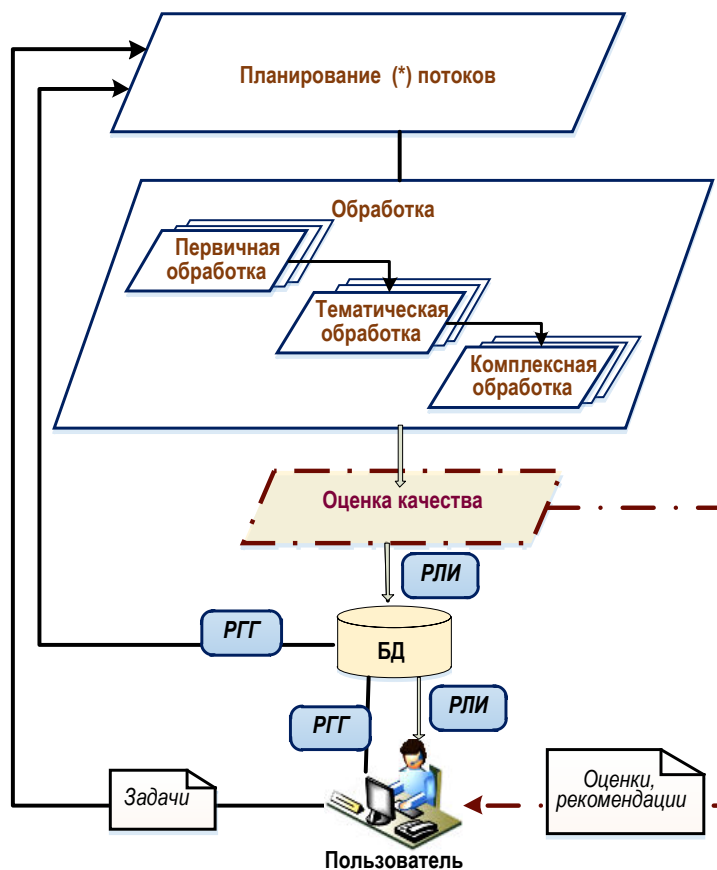 Планирование (*) потоков
Обработка
Первичная
обработка
Тематическая
обработка
Комплексная
обработка
Оценка качества
РЛИ
РГГ
БД
РГГ
РЛИ
Задачи
Оценки,
рекомендации
Пользователь